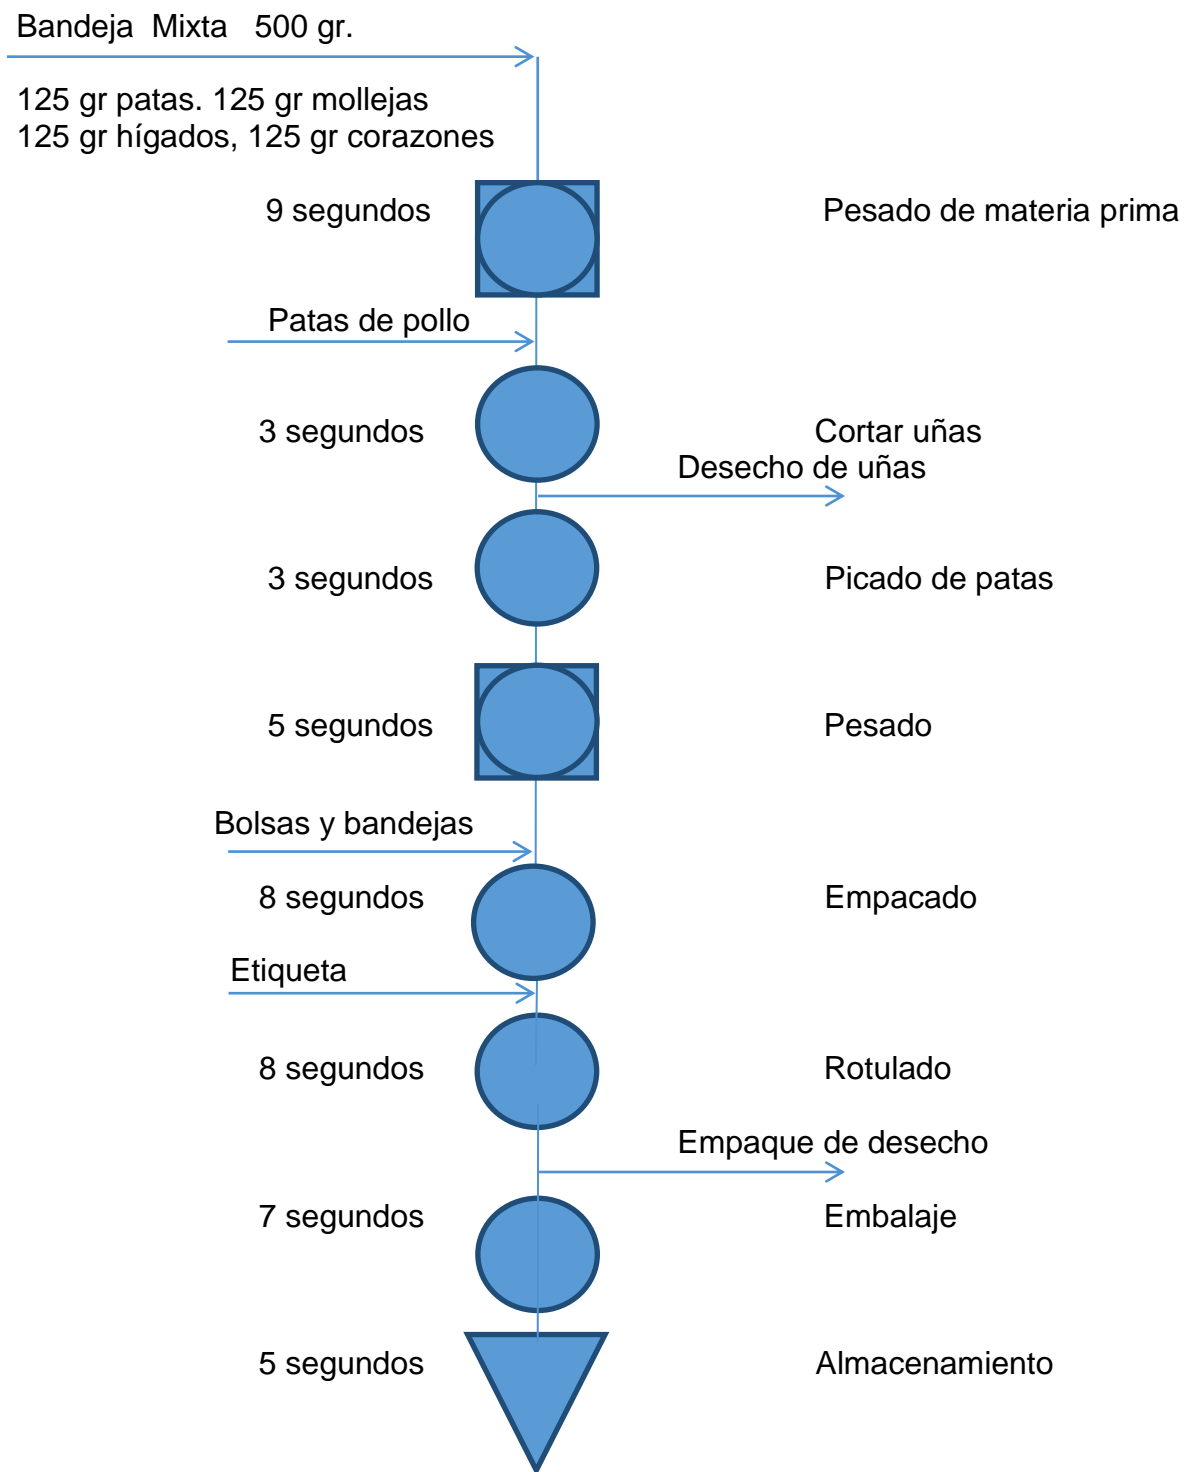 Bandeja  Mixta   500 gr.
125 gr patas. 125 gr mollejas
125 gr hígados, 125 gr corazones
9 segundos
Pesado de materia prima
Patas de pollo
3 segundos
Cortar uñas
Desecho de uñas
3 segundos
Picado de patas
5 segundos
Pesado
Bolsas y bandejas
8 segundos
Empacado
Etiqueta
8 segundos
Rotulado
Empaque de desecho
7 segundos
Embalaje
5 segundos
Almacenamiento